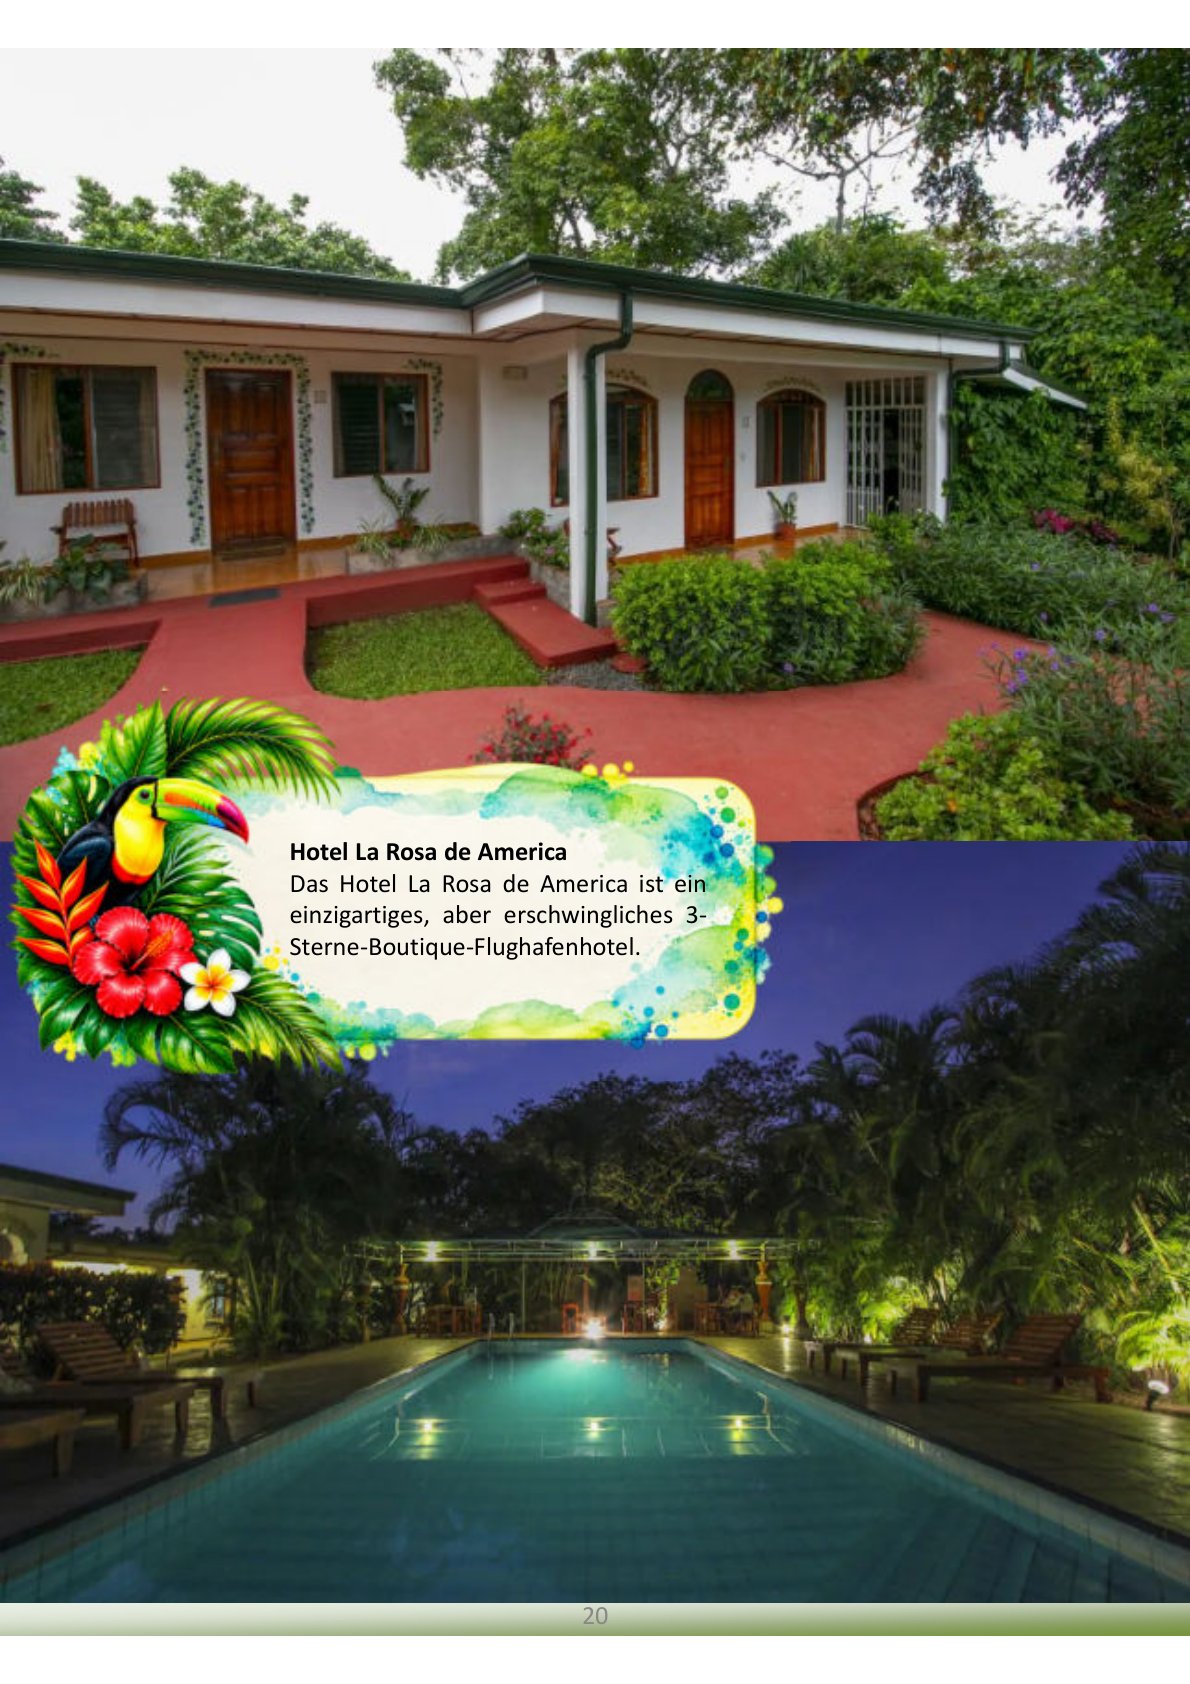 Hotel La Rosa de America
Das Hotel La Rosa de America ist ein
einzigartiges, aber erschwingliches 3-
Sterne-Boutique-Flughafenhotel.
20